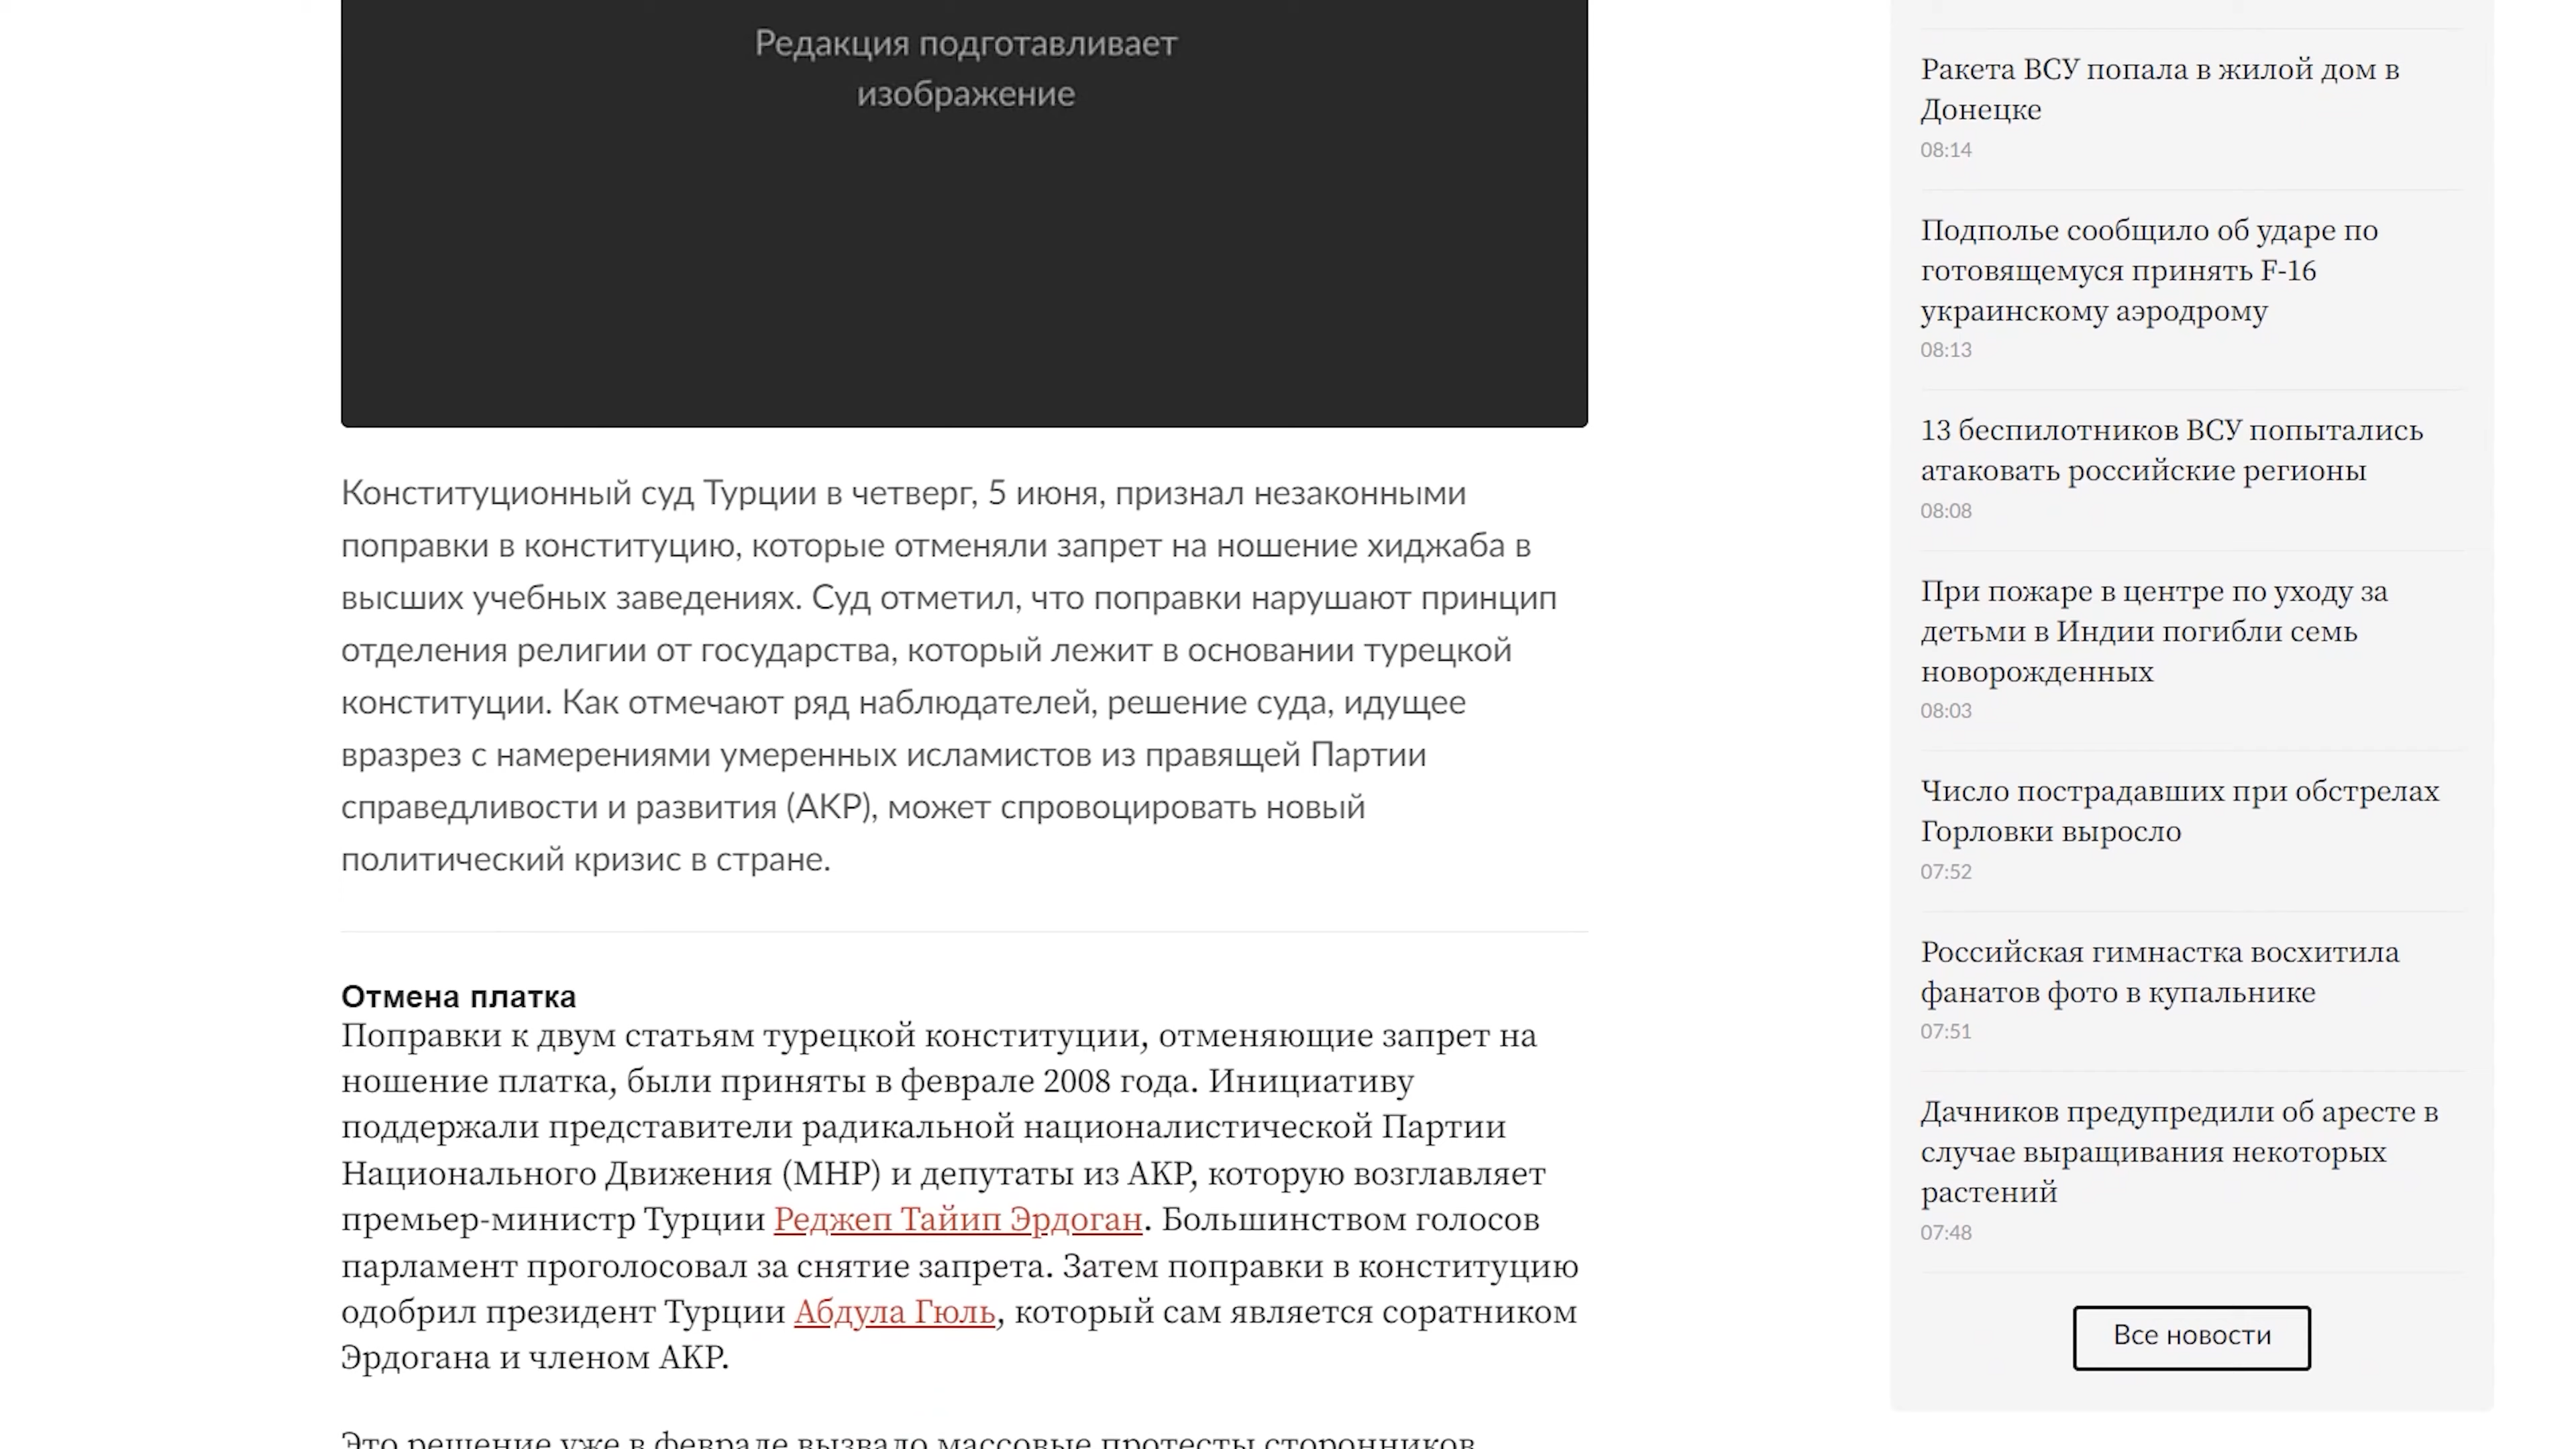 Редакция подготавливает
изображение
Конституционный суд Турции в четверг, 5 июня, признал незаконными
поправки в конституцию, которые отменяли запрет на ношение хиджаба в
высших учебных заведениях. Суд отметил, что поправки нарушают принцип
отделения религии от государства, который лежит в основании турецкой
конституции. Как отмечают ряд наблюдателей, решение суда, идущее
вразрез с намерениями умеренных исламистов из правящей Партии
справедливости и развития (АКР), может спровоцировать новый
политический кризис в стране.
Отмена платка
Поправки к двум статьям турецкой конституции, отменяющие запрет на
ношение платка, были приняты в феврале 2008 года. Инициативу
поддержали представители радикальной националистической Партии
Национального Движения (МНР) и депутаты из АКР, которую возглавляет
премьер-министр Турции Реджеп Тайип Эрдоган. Большинством голосов
парламент проголосовал за снятие запрета. Затем поправки в конституцию
одобрил президент Турции Абдула Гюль, который сам является соратником
Эрдогана и членом АКР.
Это решение уже в феврале вызвало массовые протесты сторонников
Ракета ВСУ попала в жилой дом в
Донецке
08:14
Подполье сообщило об ударе по
готовящемуся принять F-16
украинскому аэродрому
08:13
13 беспилотников ВСУ попытались
атаковать российские регионы
08:08
При пожаре в центре по уходу за
детьми в Индии погибли семь
новорожденных
08:03
Число пострадавших при обстрелах
Горловки выросло
07:52
Российская гимнастка восхитила
фанатов фото в купальнике
07:51
Дачников предупредили об аресте в
случае выращивания некоторых
растений
07:48
Все новости